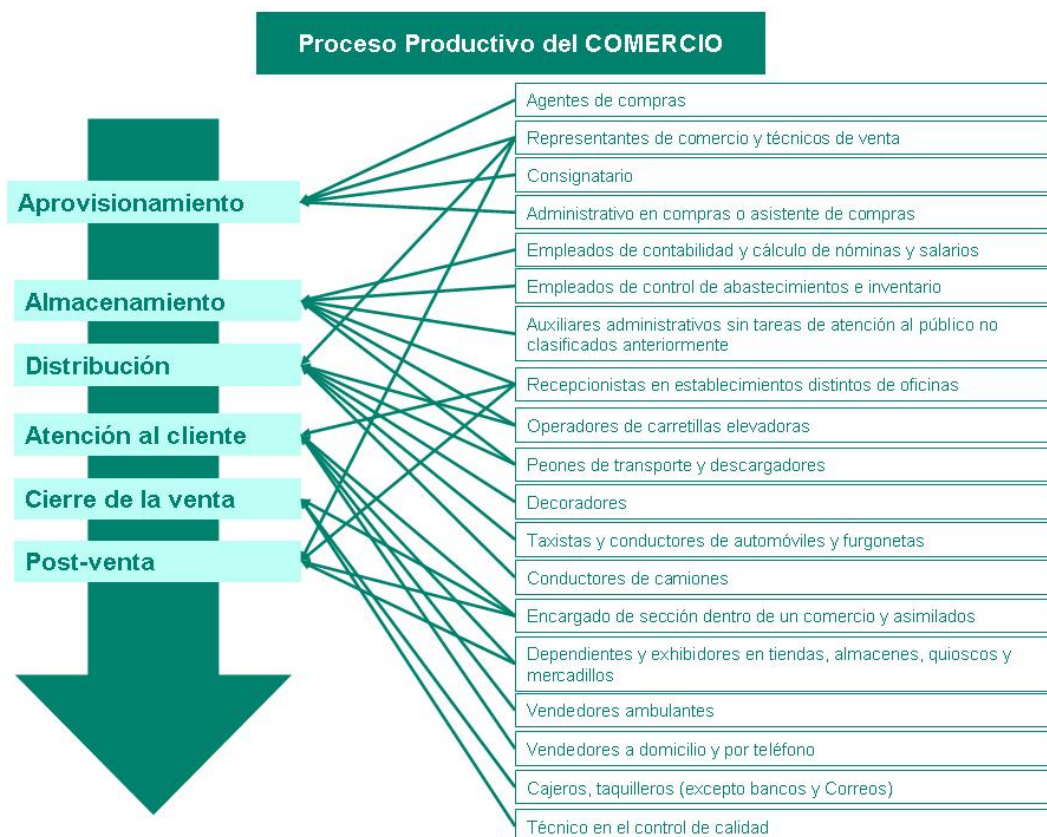 Proceso Productivo del COMERCIO
Aprovisionamiento
Almacenamiento
Distribución
Atención al cliente
Cierre de la venta
Post-venta
Agentes de compras
Representantes de comercio y técnicos de venta
Consignatario
Administrativo en compras o asistente de compras
Empleados de contabilidad y cálculo de nóminas y salarios
Empleados de control de abastecimientos e inventario
Auxiliares administrativos sin tareas de atención al público no
clasificados anteriormente
Recepcionistas en establecimientos distintos de oficinas
Operadores de carretillas elevadoras
Peones de transporte y descargadores
Decoradores
Taxistas y conductores de automóviles y furgonetas
Conductores de camiones
Encargado de sección dentro de un comercio y asimilados
Dependientes y exhibidores en tiendas, almacenes, quioscos y
mercadillos
Vendedores ambulantes
Vendedores a domicilio y por teléfono
Cajeros, taquilleros (excepto bancos y Correos)
Técnico en el control de calidad